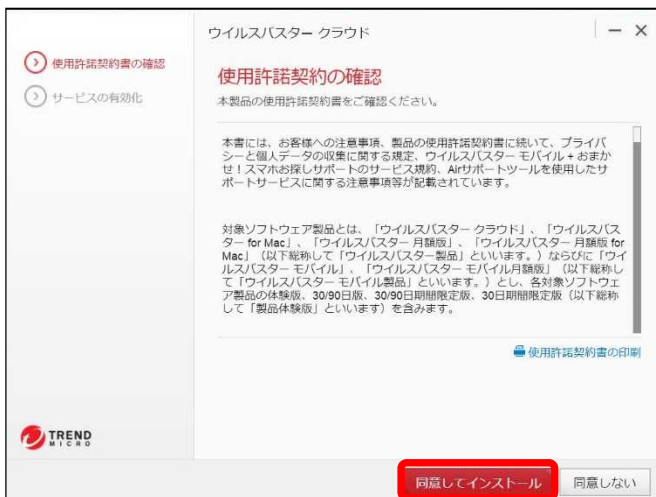 ウイルスバスター クラウド
使用許諾契約書の確認
サービスの有効化
使用許諾契約の確認
本製品の使用許諾契約書をご確認ください。
本書には、お客様への注意事項、製品の使用許諾契約書に続いて、プライバ
シーと個人データの収集に関する規定、ウイルスバスター モバイル + おまか
せ！スマホお探しサポートのサービス規約、Airサポートツールを使用したサ
ポートサービスに関する注意事項等が記載されています。
対象ソフトウェア製品とは、「ウイルスバスター クラウド」、「ウイルスバス
ター for Mac」、「ウイルスバスター 月額版」、「ウイルスバスター 月額版 for
Mac」（以下総称して「ウイルスバスター製品」といいます。）ならびに「ウイ
ルスバスター モバイル」、「ウイルスバスター モバイル月額版」（以下総称し
て「ウイルスバスター モバイル製品」といいます。）とし、各対象ソフトウェ
ア製品の体験版、30/90日版、30/90日期間限定版、30日期間限定版（以下総称
して「製品体験版」といいます）を含みます。
使用許諾契約書の印刷
TREND
MICRO
同意してインストール
同意しない